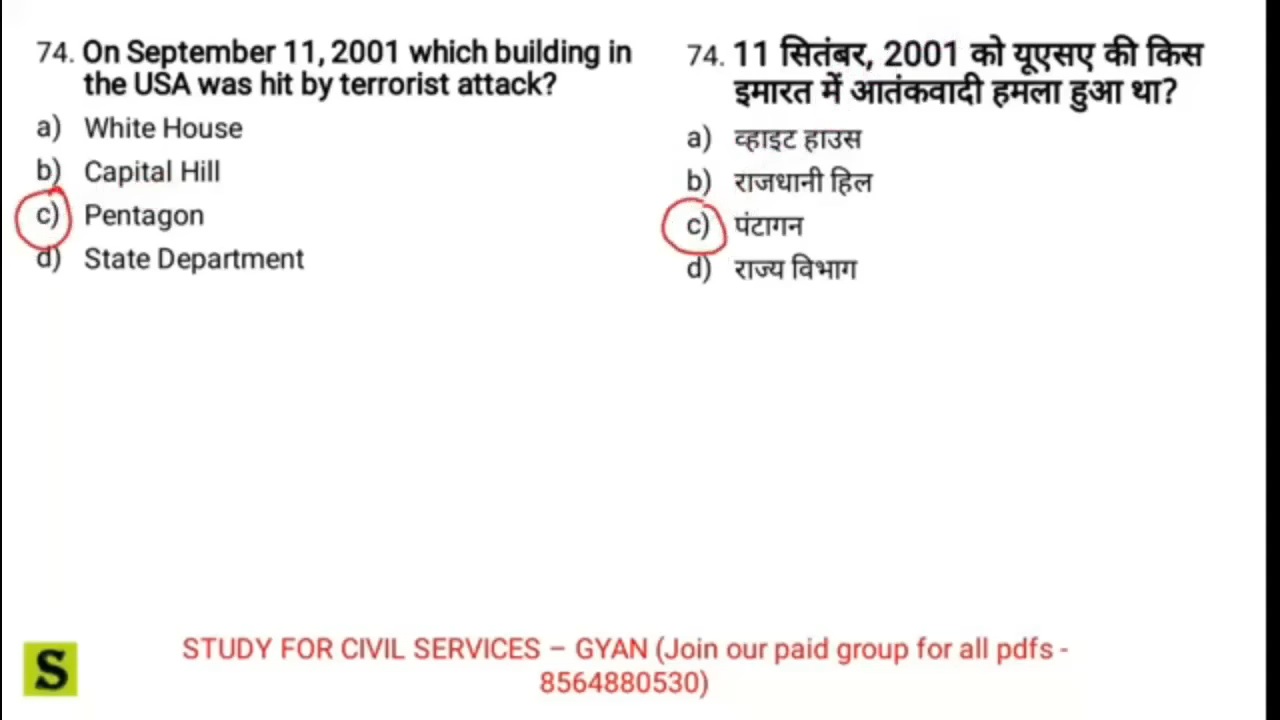 74. On September 11, 2001 which building in
the USA was hit by terrorist attack?
a) White House
b) Capital Hill
c) Pentagon
d) State Department
74. 11 सितंबर, 2001 को यूएसए की किस
इमारत में आतंकवादी हमला हुआ था?
a) व्हाइट हाउस
b) राजधानी हिल
c) पंटागन
d) राज्य विभाग
S
STUDY FOR CIVIL SERVICES – GYAN (Join our paid group for all pdfs -
8564880530)